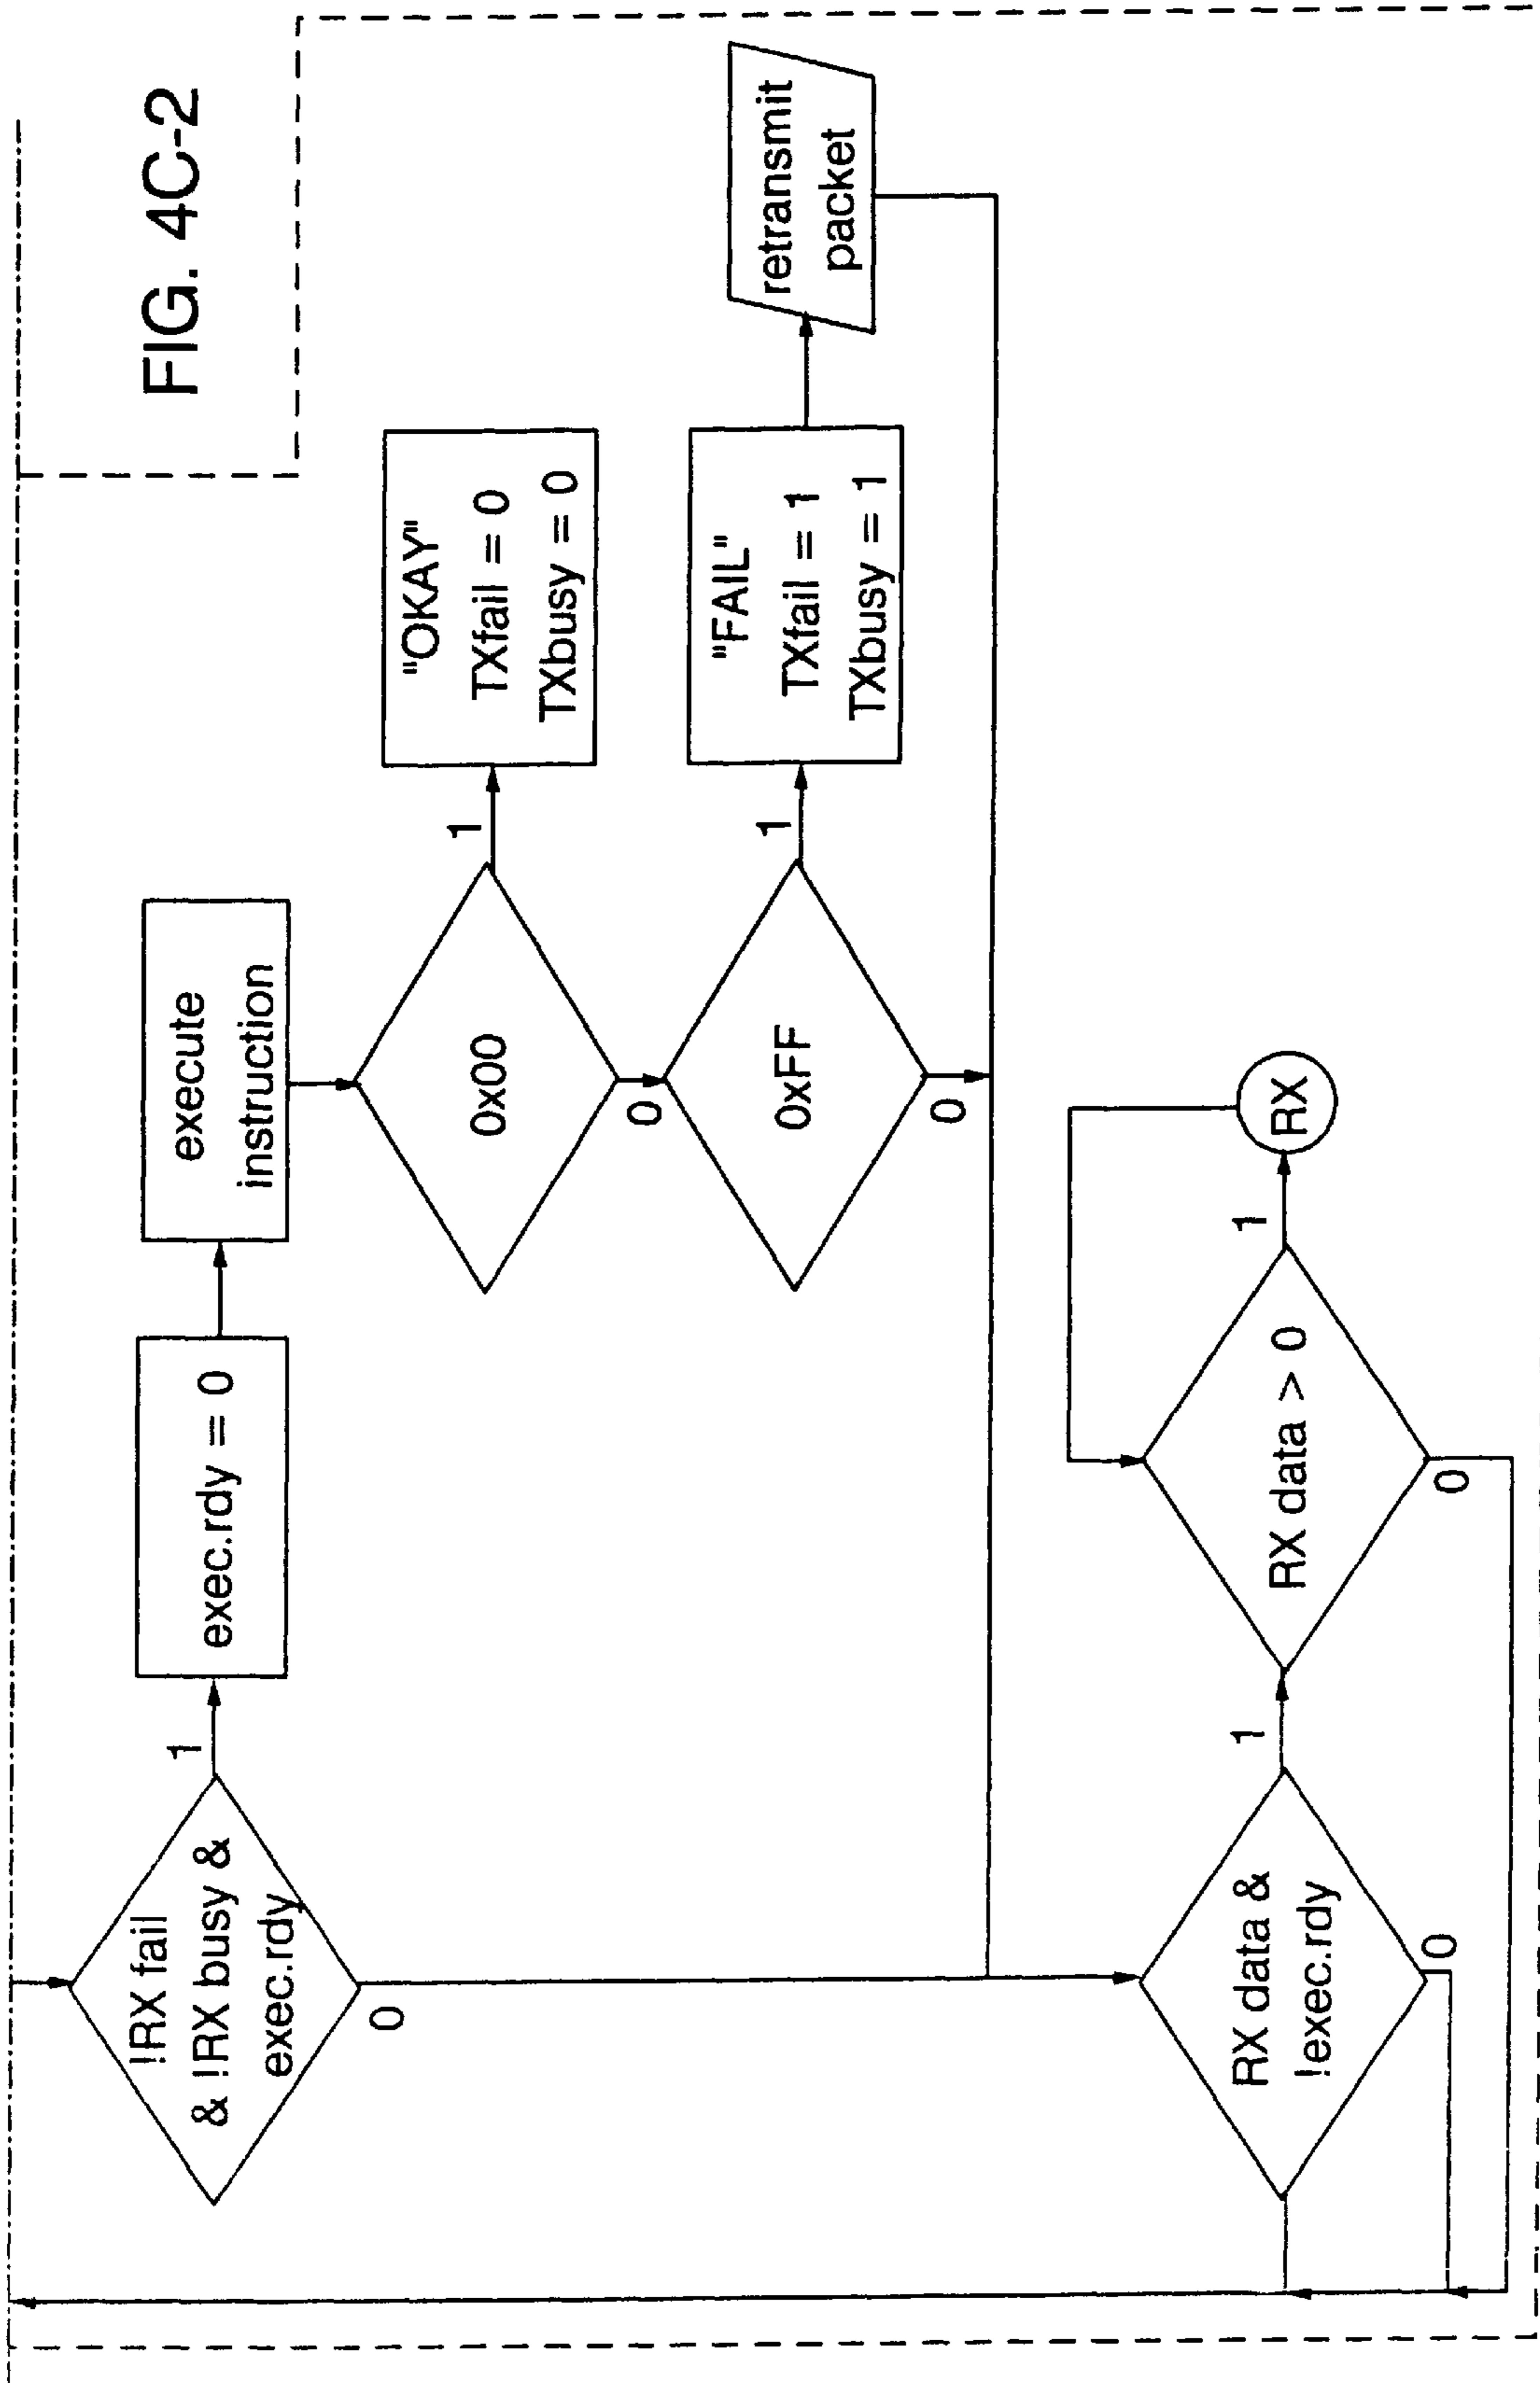 FIG. 4C-2
!RX fail
& !RX busy &
exec.rdy
1
0
exec.rdy = 0
execute
instruction
0x00
1
0
"OKAY"
TXfail = 0
TXbusy = 0
0xFF
1
0
"FAIL"
TXfail = 1
TXbusy = 1
retransmit
packet
RX data &
!exec.rdy
1
0
RX data > 0
1
0
RX